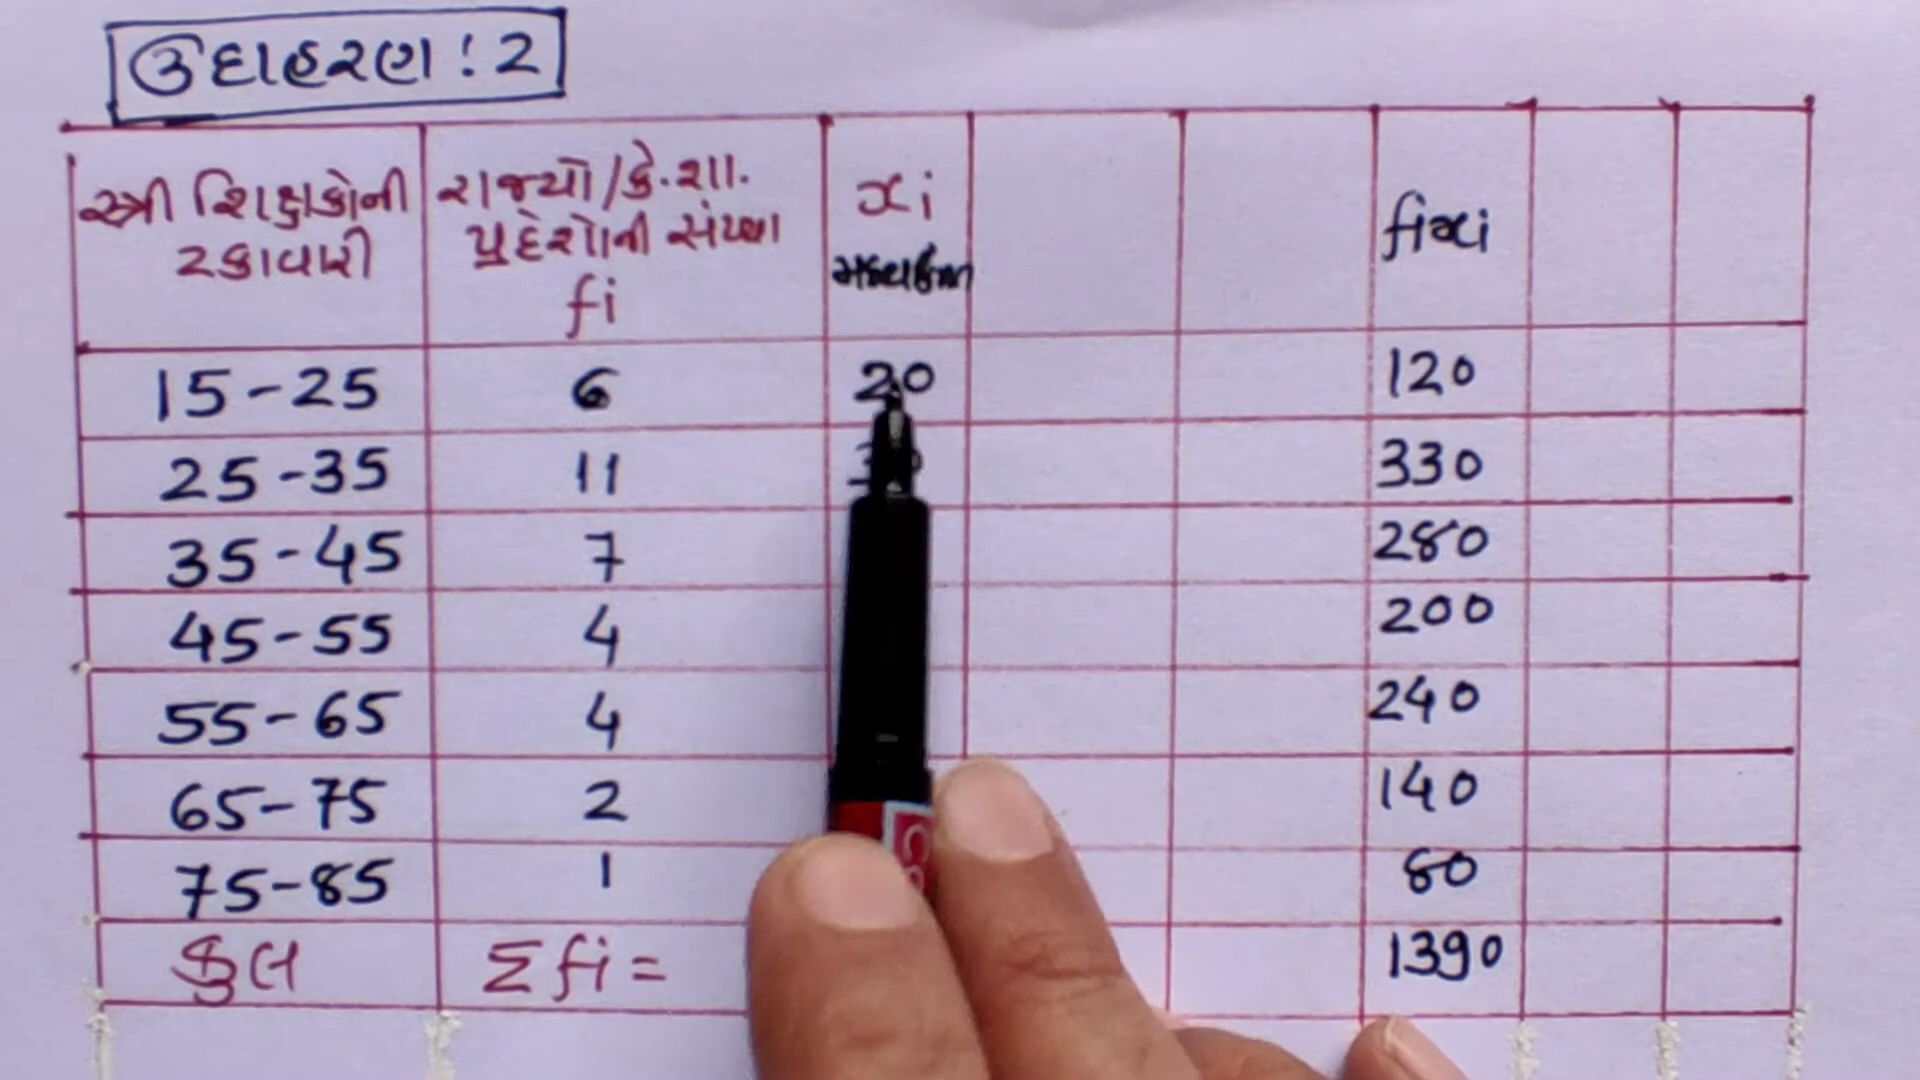 ઉદાહરણ : 2
સ્ત્રી શિક્ષકોની ટકાવારી
રાજ્યો/કે.શા. પ્રદેશોની સંખ્યા fi
xi
fixi
15-25 6 20 120
25-35 11 330
35-45 7 280
45-55 4 200
55-65 4 240
65-75 2 140
75-85 1 80
કુલ Σfi = 1390